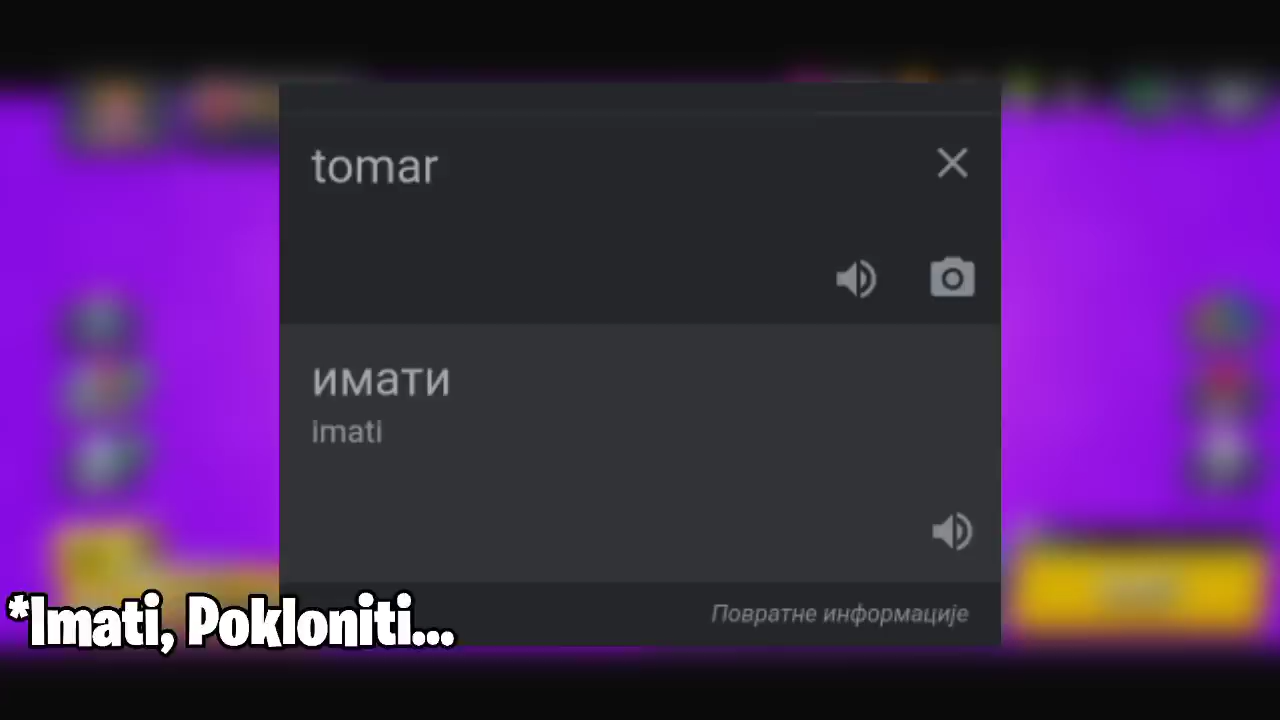 tomar
имати
imati
Повратне информације
*Imati, Pokloniti...